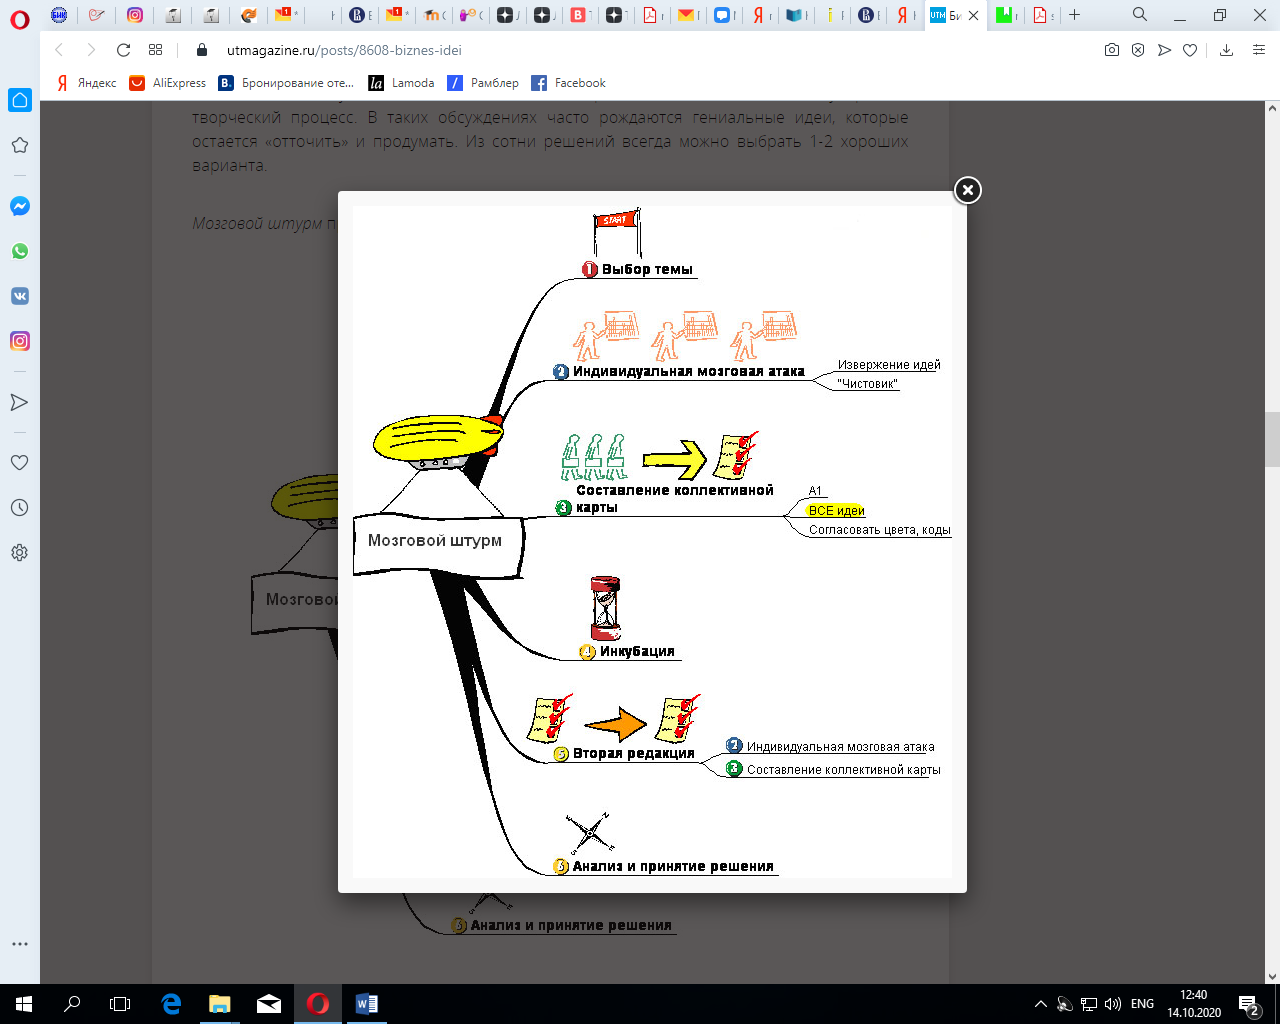 Би
utmagazine.ru/posts/8608-biznes-idei
Яндекс
AliExpress
Бронирование оте...
Lamoda
Рамблер
Facebook
творческий процесс. В таких обсуждениях часто рождаются гениальные идеи, которые
остается «отточить» и продумать. Из сотни решений всегда можно выбрать 1-2 хороших
варианта.
Мозговой штурм п
START
1 Выбор темы
2 Индивидуальная мозговая атака
Извержение идей
"Чистовик"
Составление коллективной
3 карты
А1
ВСЕ идеи
Согласовать цвета, коды
Мозговой штурм
Мозговой
4 Инкубация
5 Вторая редакция
2 Индивидуальная мозговая атака
3 Составление коллективной карты
6 Анализ и принятие решения
6 Анализ и принятие решения
ENG
12:40
14.10.2020
2